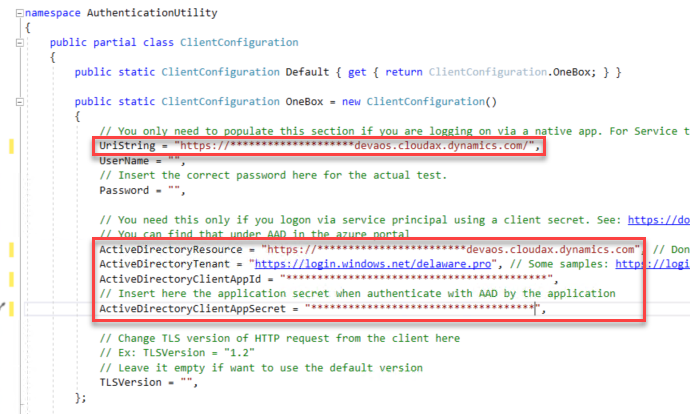 namespace AuthenticationUtility
{
public partial class ClientConfiguration
{
public static ClientConfiguration Default { get { return ClientConfiguration.OneBox; } }
public static ClientConfiguration OneBox = new ClientConfiguration()
{
// You only need to populate this section if you are logging on via a native app. For Service t
UriString = "https://********************devaos.cloudax.dynamics.com/",
UserName = "",
// Insert the correct password here for the actual test.
Password = "",
// You need this only if you logon via service principal using a client secret. See: https://do
// You can find that under AAD in the azure portal
ActiveDirectoryResource = "https://************************devaos.cloudax.dynamics.com", // Don
ActiveDirectoryTenant = "https://login.windows.net/delaware.pro", // Some samples: https://logi
ActiveDirectoryClientAppId = "******************************************",
// Insert here the application secret when authenticate with AAD by the application
ActiveDirectoryClientAppSecret = "************************************",
// Change TLS version of HTTP request from the client here
// Ex: TLSVersion = "1.2"
// Leave it empty if want to use the default version
TLSVersion = "",
};